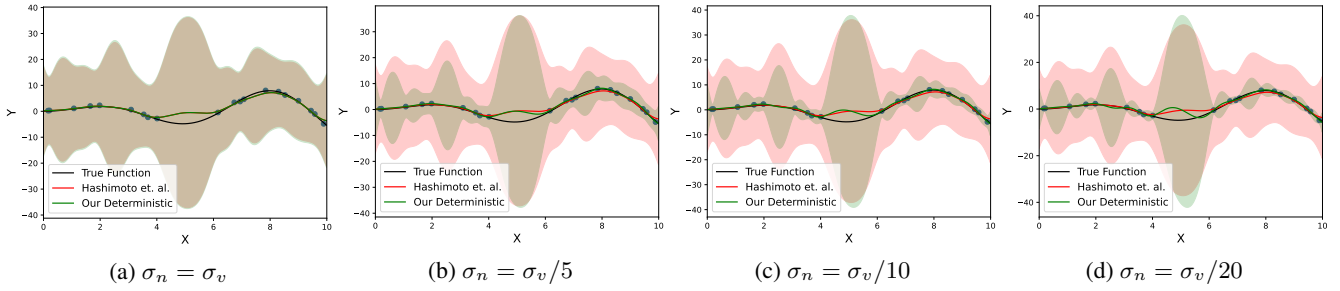 40
30
20
10
0
−10
−20
−30
−40
Y
True Function
Hashimoto et. al.
Our Deterministic
0 2 4 6 8 10
X
(a) σn = σv
30
20
10
0
−10
−20
−30
Y
True Function
Hashimoto et. al.
Our Deterministic
0 2 4 6 8 10
X
(b) σn = σv/5
40
30
20
10
0
−10
−20
−30
−40
Y
True Function
Hashimoto et. al.
Our Deterministic
0 2 4 6 8 10
X
(c) σn = σv/10
40
20
0
−20
−40
Y
True Function
Hashimoto et. al.
Our Deterministic
0 2 4 6 8 10
X
(d) σn = σv/20